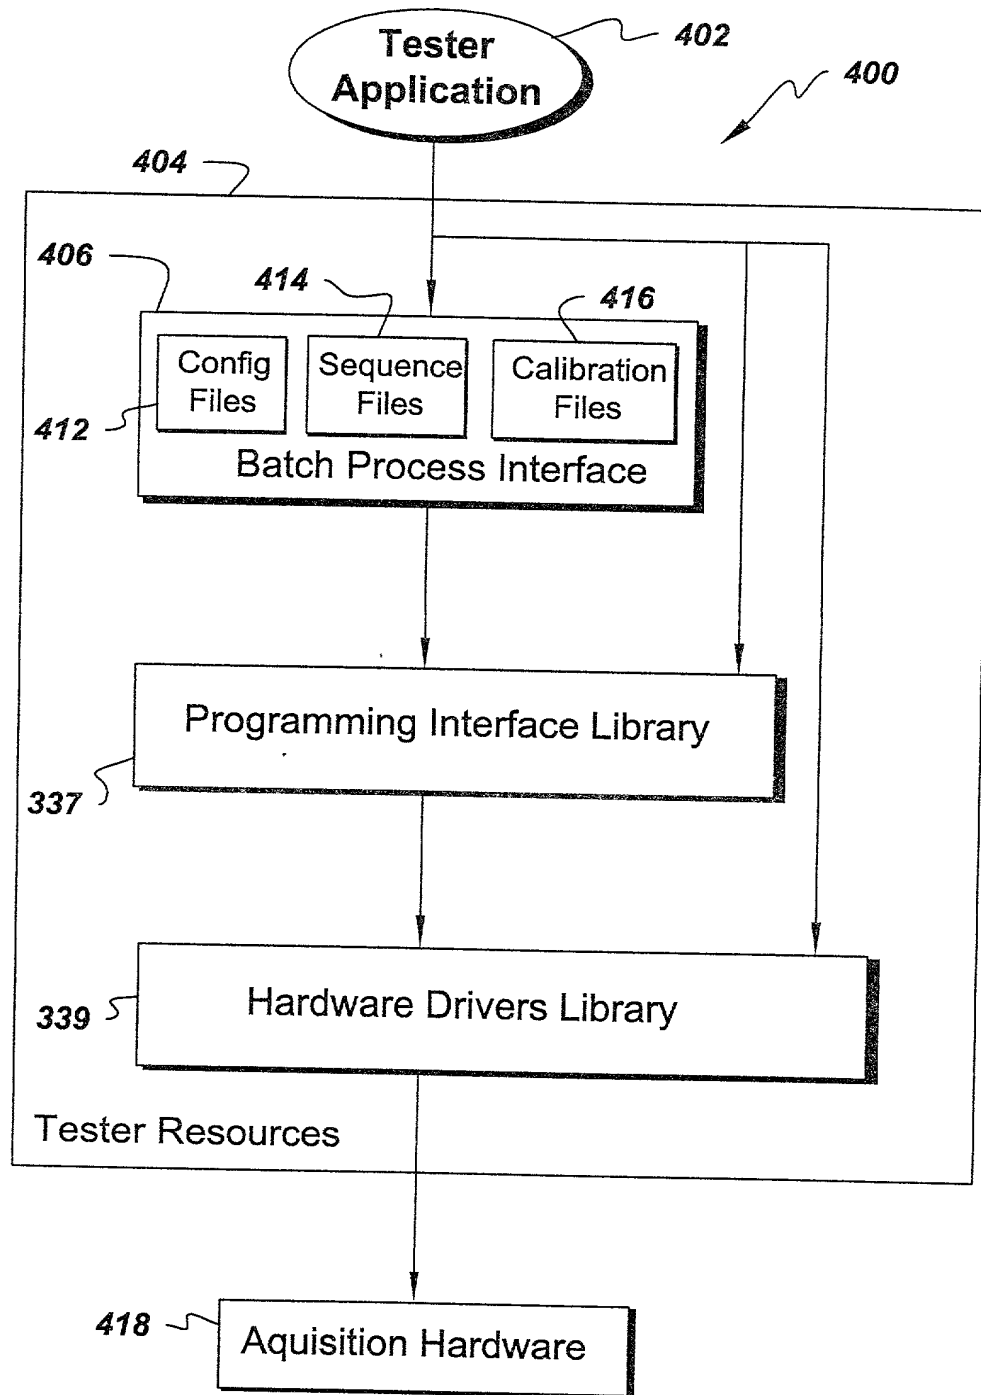 Tester
Application
402
400
404
406
414
416
Config
Files
Sequence
Files
Calibration
Files
412
Batch Process Interface
Programming Interface Library
337
Hardware Drivers Library
339
Tester Resources
418
Aquisition Hardware